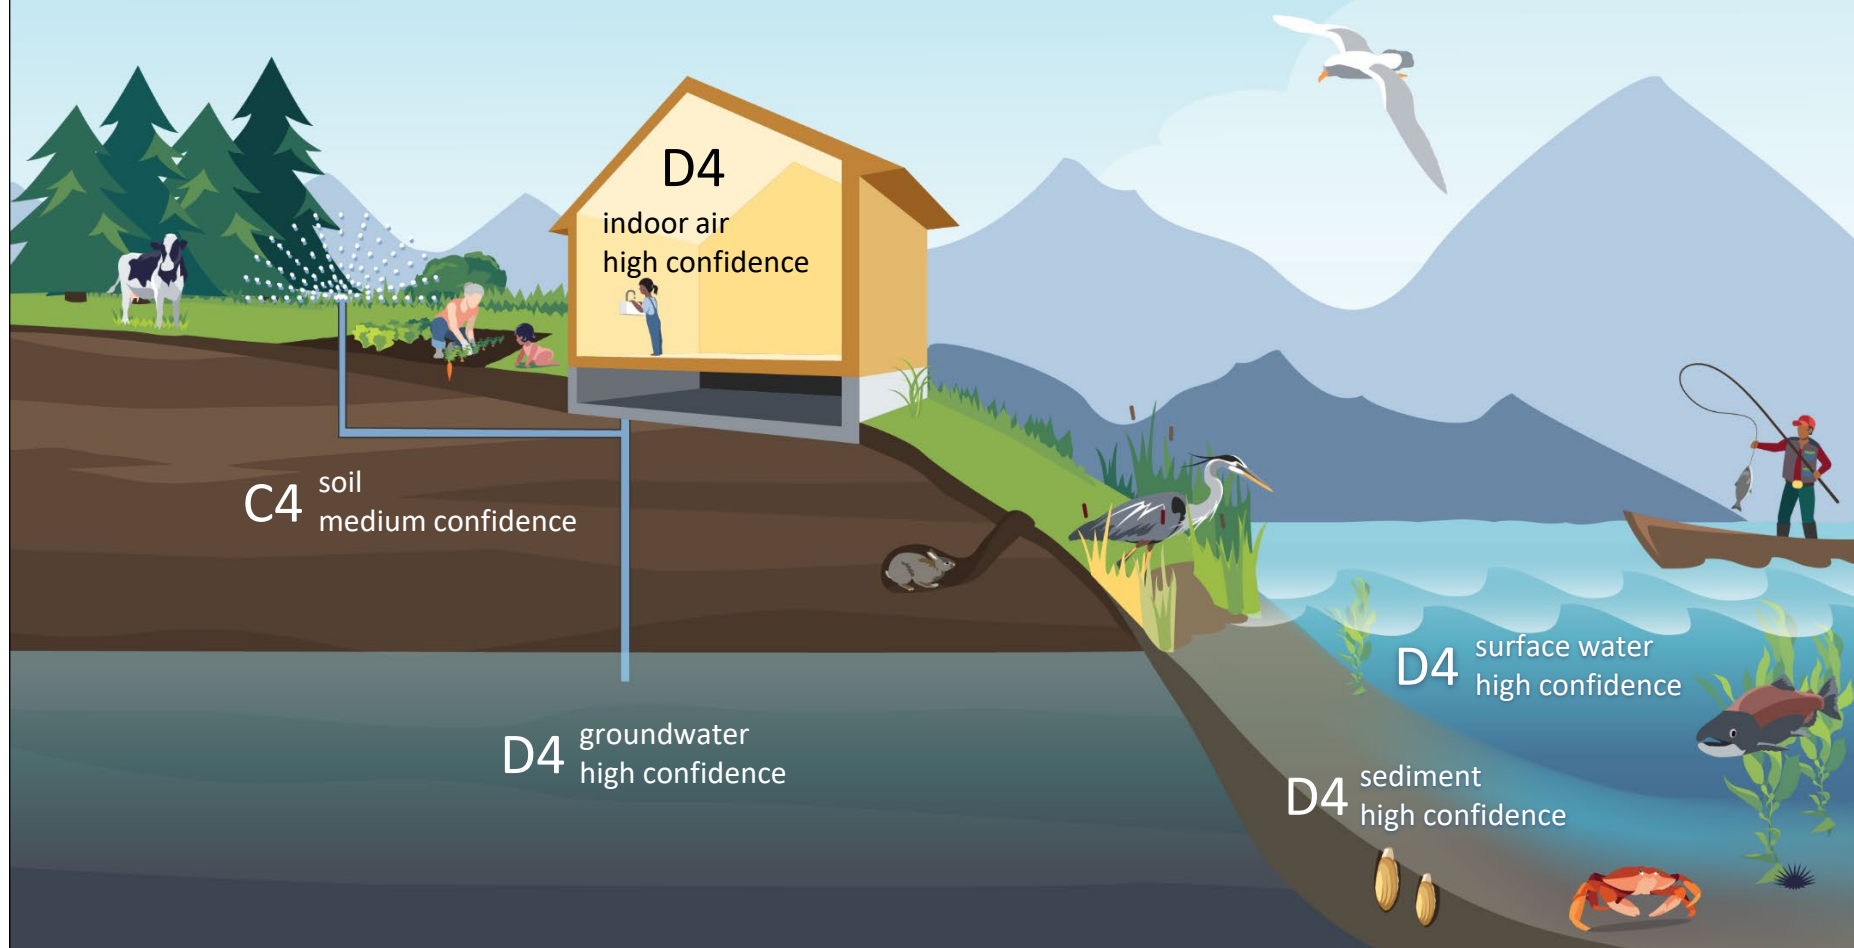 D4
indoor air
high confidence
C4
soil
medium confidence
D4
surface water
high confidence
D4
groundwater
high confidence
D4
sediment
high confidence